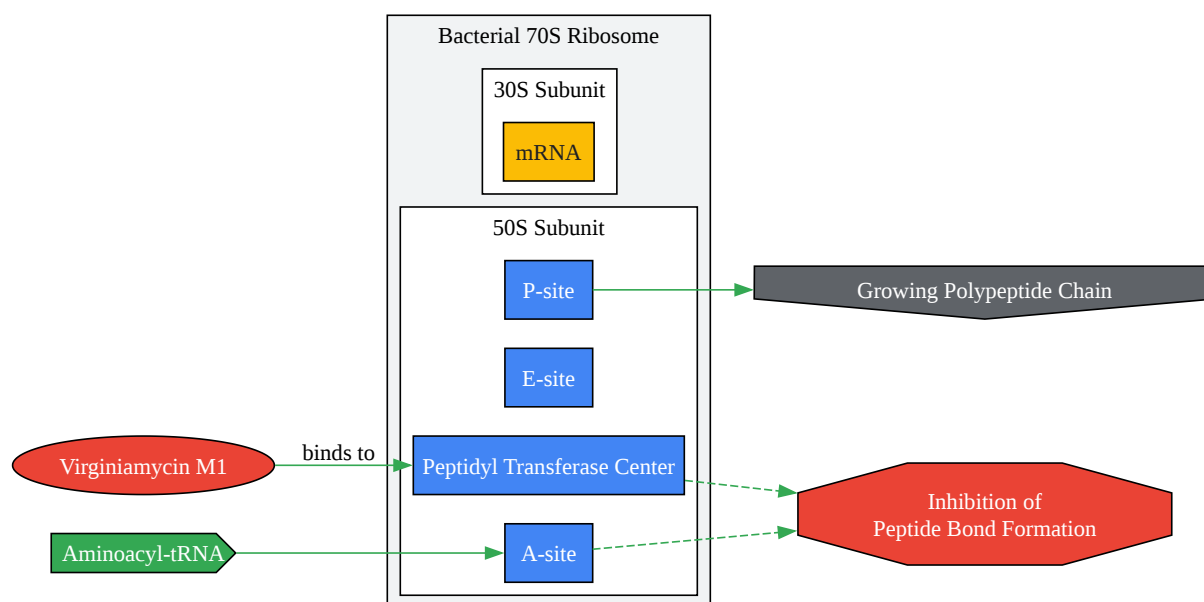 Bacterial 70S Ribosome
30S Subunit
mRNA
50S Subunit
P-site
Growing Polypeptide Chain
E-site
Virginiamycin M1
binds to
Peptidyl Transferase Center
Inhibition of
Peptide Bond Formation
Aminoacyl-tRNA
A-site